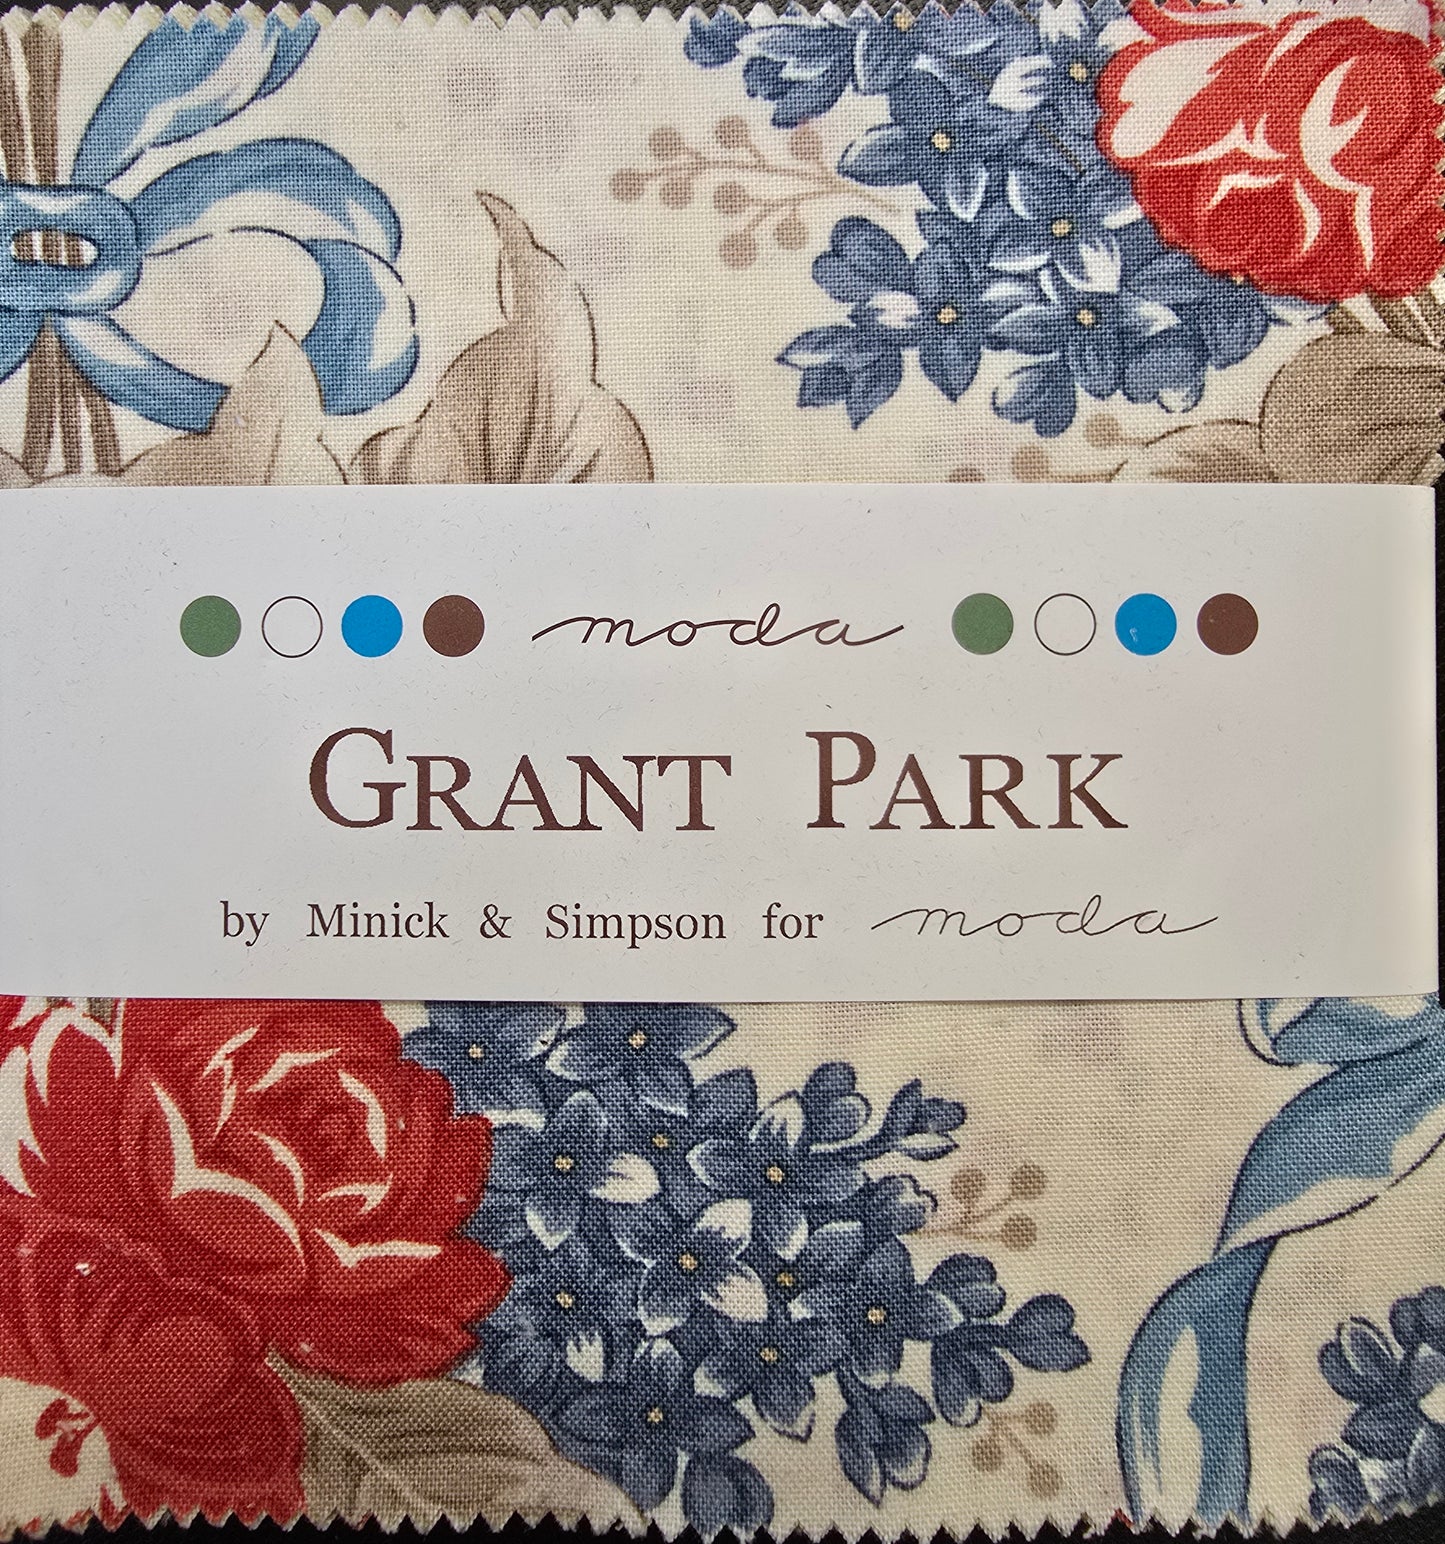 moda
GRANT PARK
by Minick & Simpson for moda